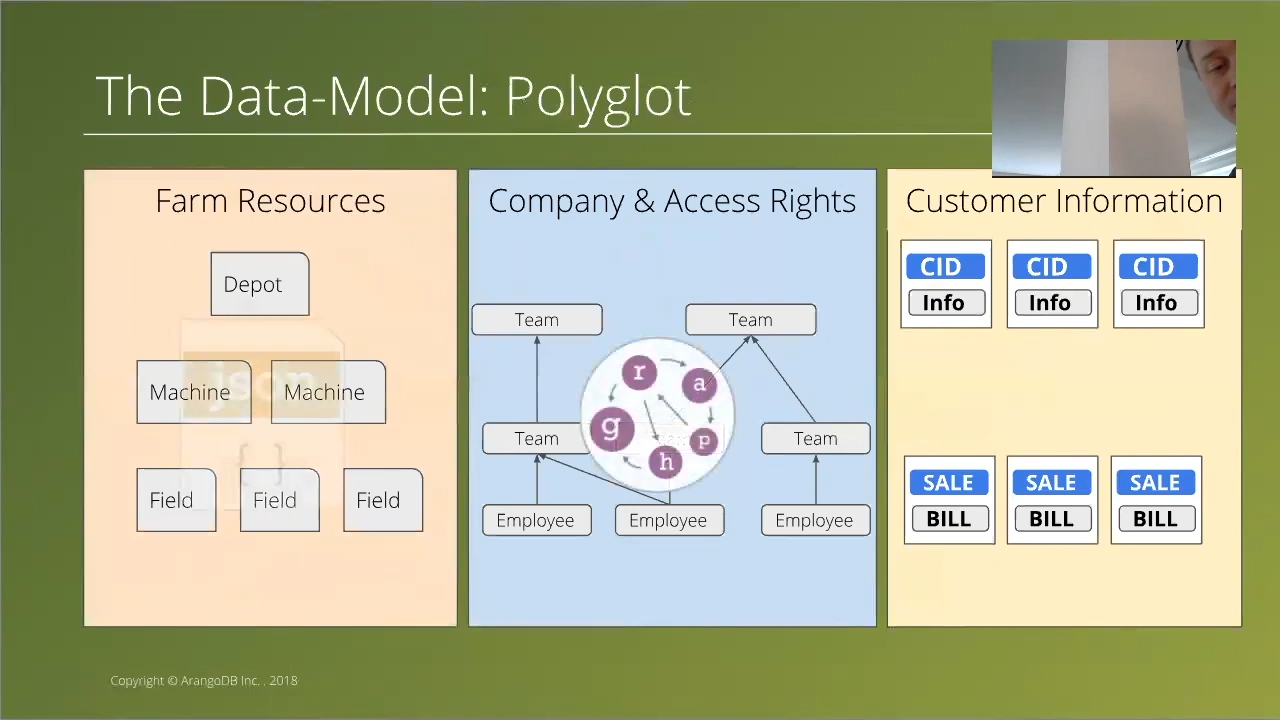 The Data-Model: Polyglot
Farm Resources
Depot
json
Machine
Machine
{ }
Field
Field
Field
Company & Access Rights
Team
Team
r
a
g
p
h
Team
Team
Employee
Employee
Employee
Customer Information
CID
CID
CID
Info
Info
Info
SALE
SALE
SALE
BILL
BILL
BILL
Copyright © ArangoDB Inc. , 2018